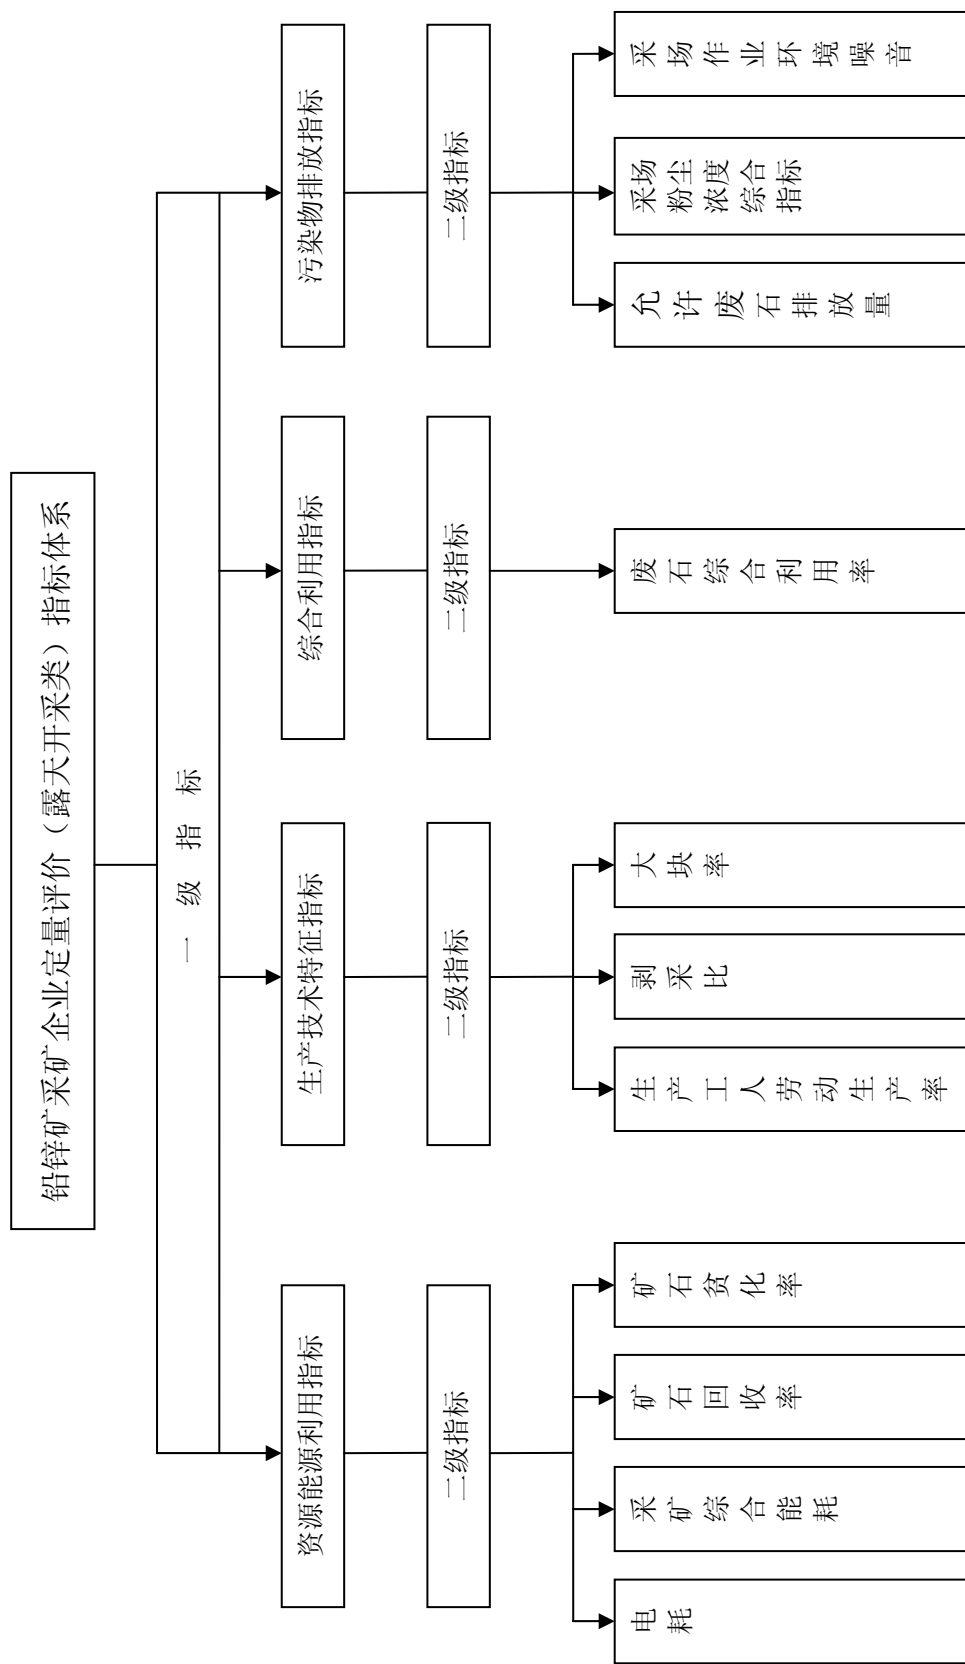 铅锌矿采矿企业定量评价（露天开采类）指标体系
一级指标
资源能源利用指标
生产技术特征指标
综合利用指标
污染物排放指标
二级指标
二级指标
二级指标
二级指标
电耗
采矿综合能耗
矿石回收率
矿石贫化率
生产工人劳动生产率
剥采比
大块率
废石综合利用率
允许废石排放量
采场粉尘浓度综合指标
采场作业环境噪音